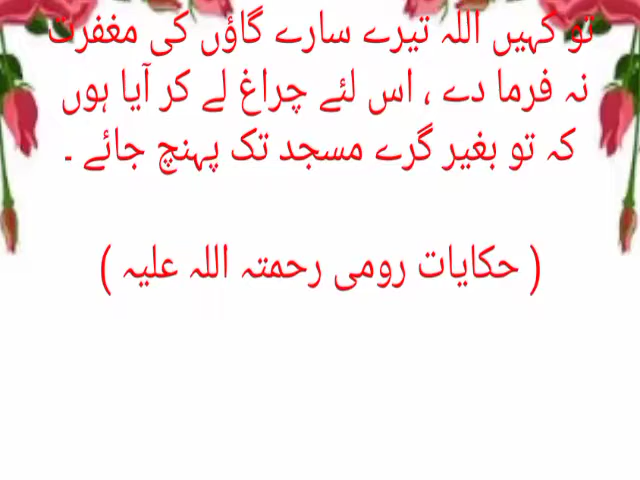 تو کہیں اللہ تیرے سارے گاؤں کی مغفرت
نہ فرما دے ، اس لئے چراغ لے کر آیا ہوں
کہ تو بغیر گرے مسجد تک پہنچ جائے ۔
( حکایات رومی رحمتہ اللہ علیہ )